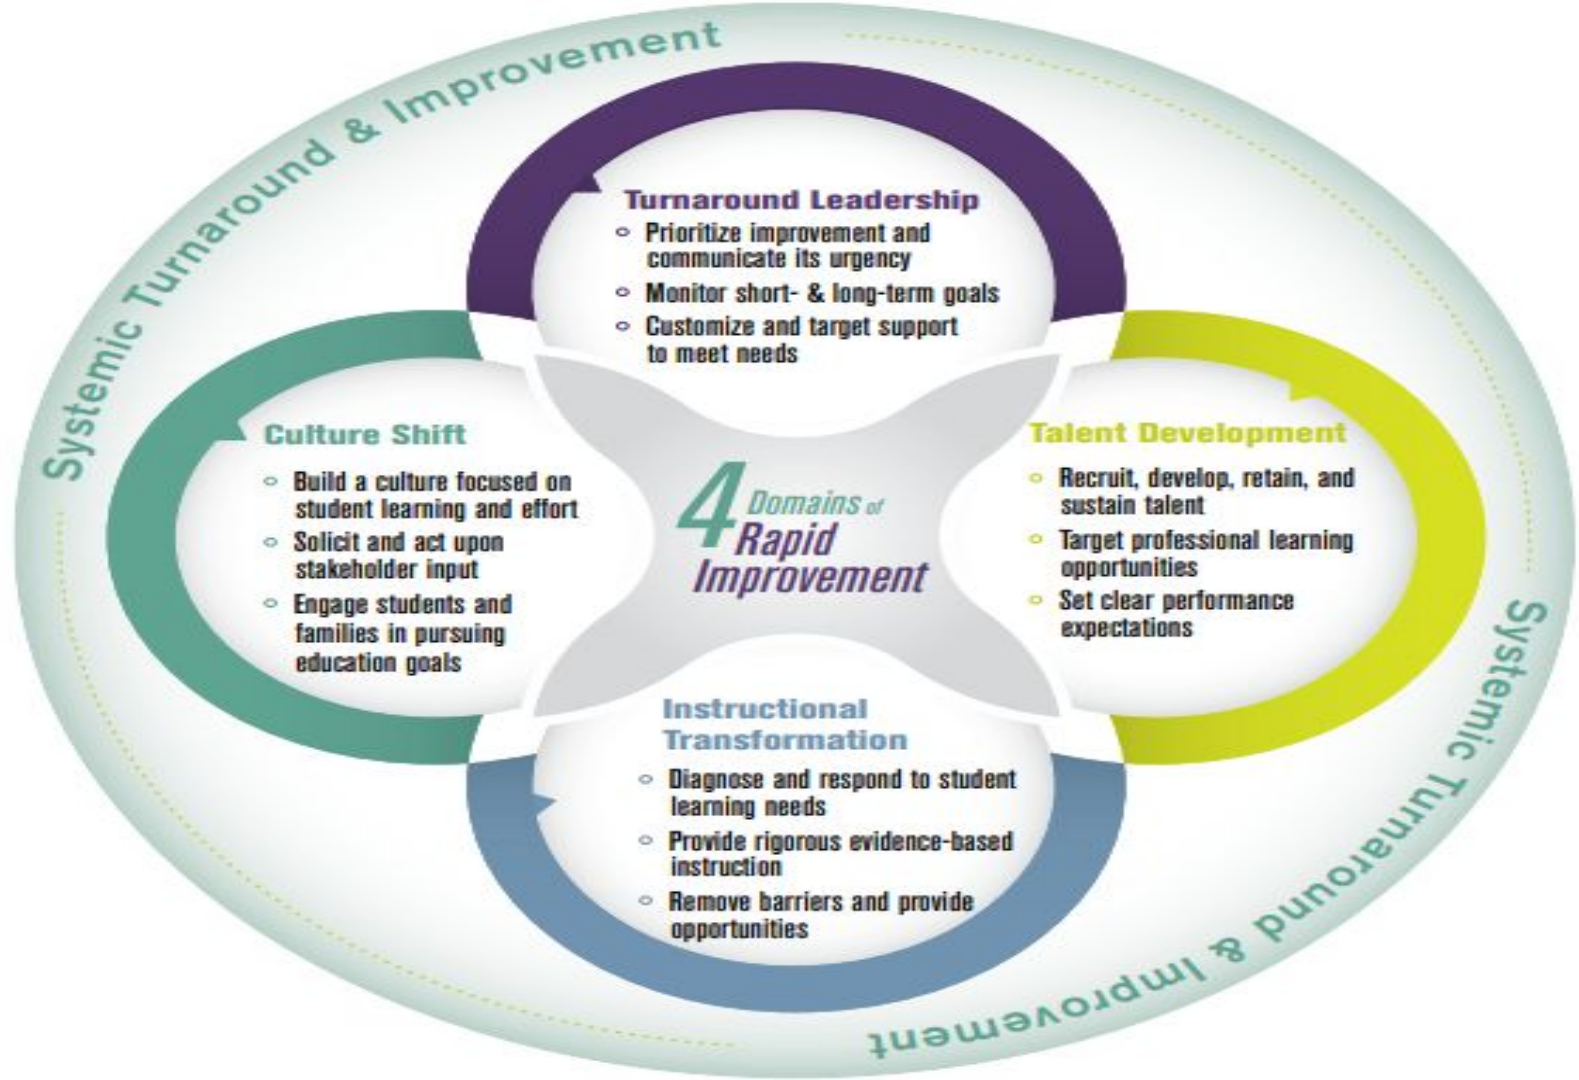 Systemic Turnaround & Improvement
Turnaround Leadership
Prioritize improvement and
communicate its urgency
Monitor short- & long-term goals
Customize and target support
to meet needs
Culture Shift
Build a culture focused on
student learning and effort
Solicit and act upon
stakeholder input
Engage students and
families in pursuing
education goals
4 Domains of
Rapid
Improvement
Talent Development
Recruit, develop, retain, and
sustain talent
Target professional learning
opportunities
Set clear performance
expectations
Instructional
Transformation
Diagnose and respond to student
learning needs
Provide rigorous evidence-based
instruction
Remove barriers and provide
opportunities
Systemic Turnaround & Improvement